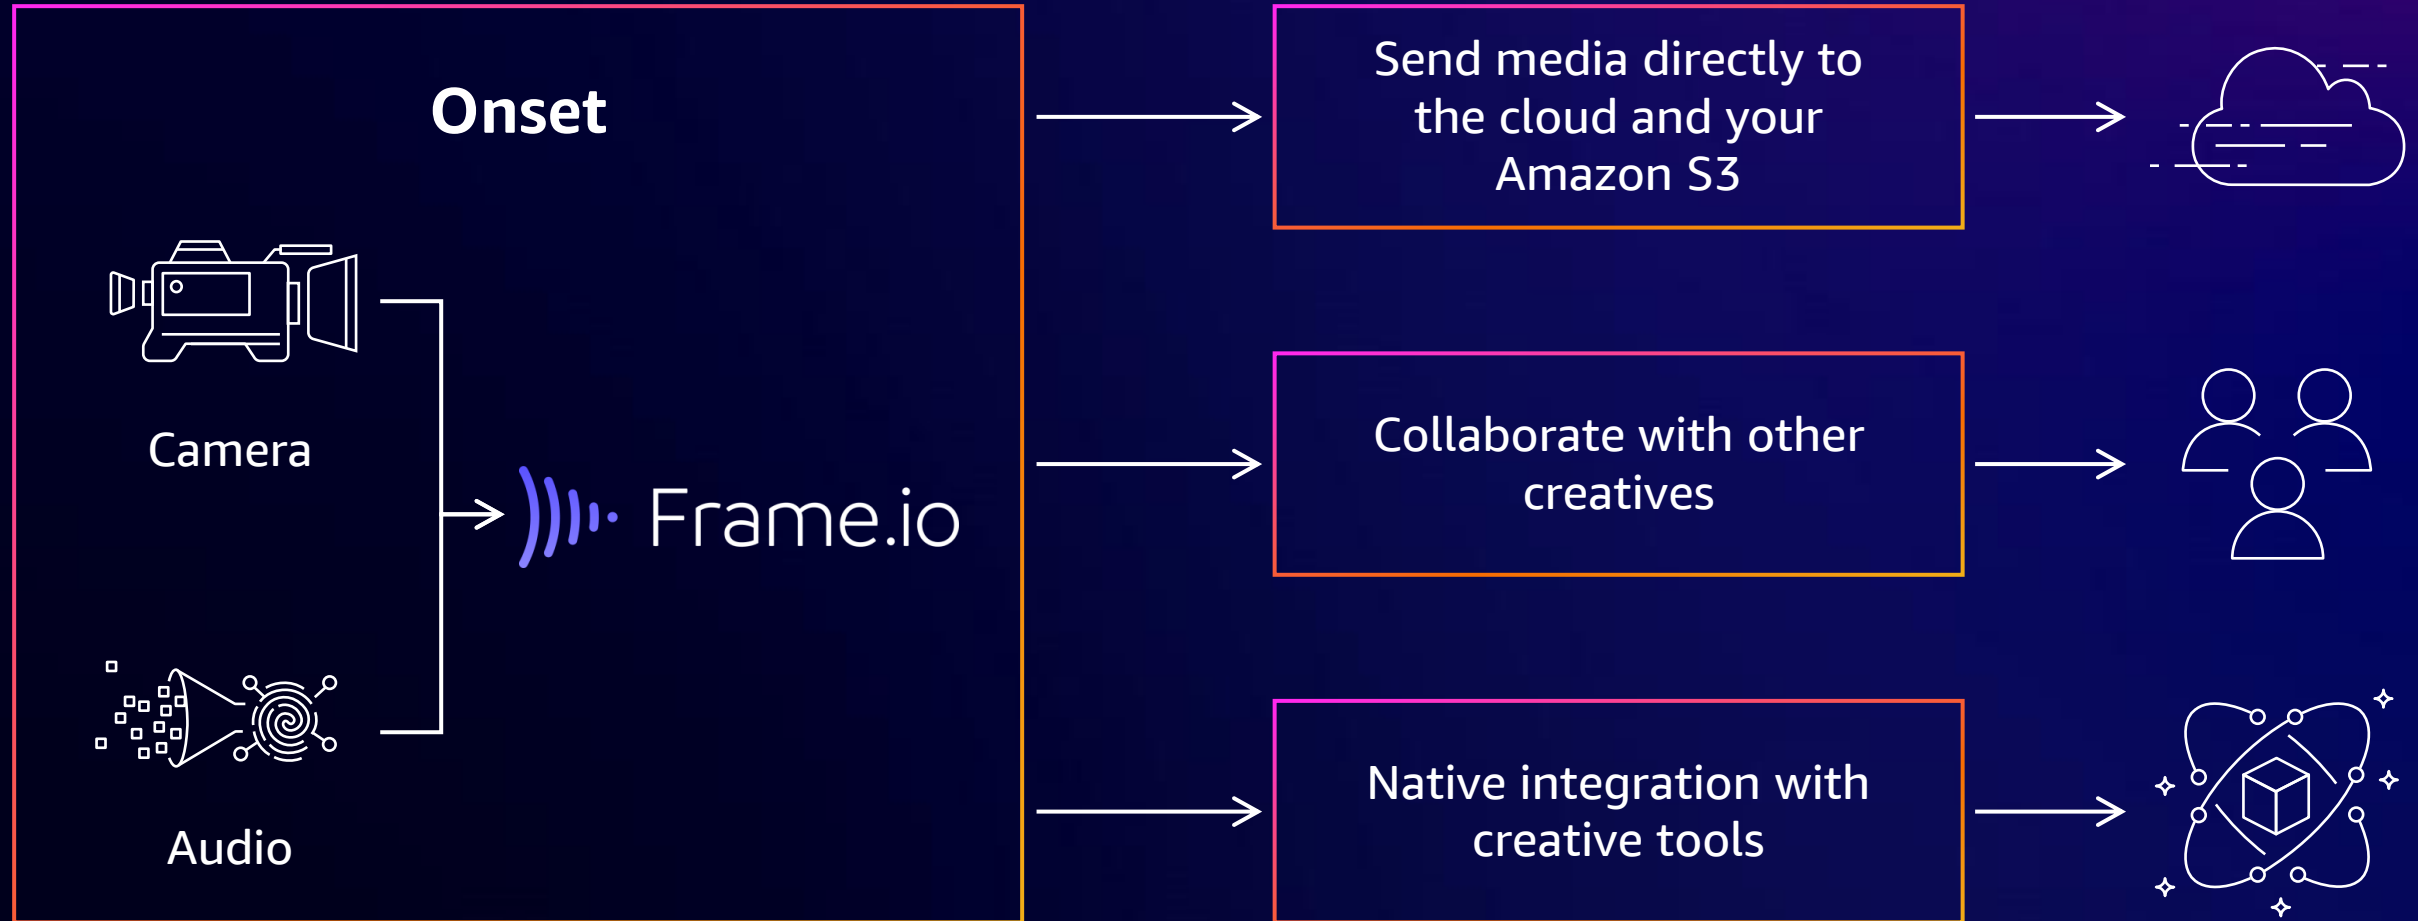 Onset
Camera
Frame.io
Audio
Send media directly to
the cloud and your
Amazon S3
Collaborate with other
creatives
Native integration with
creative tools